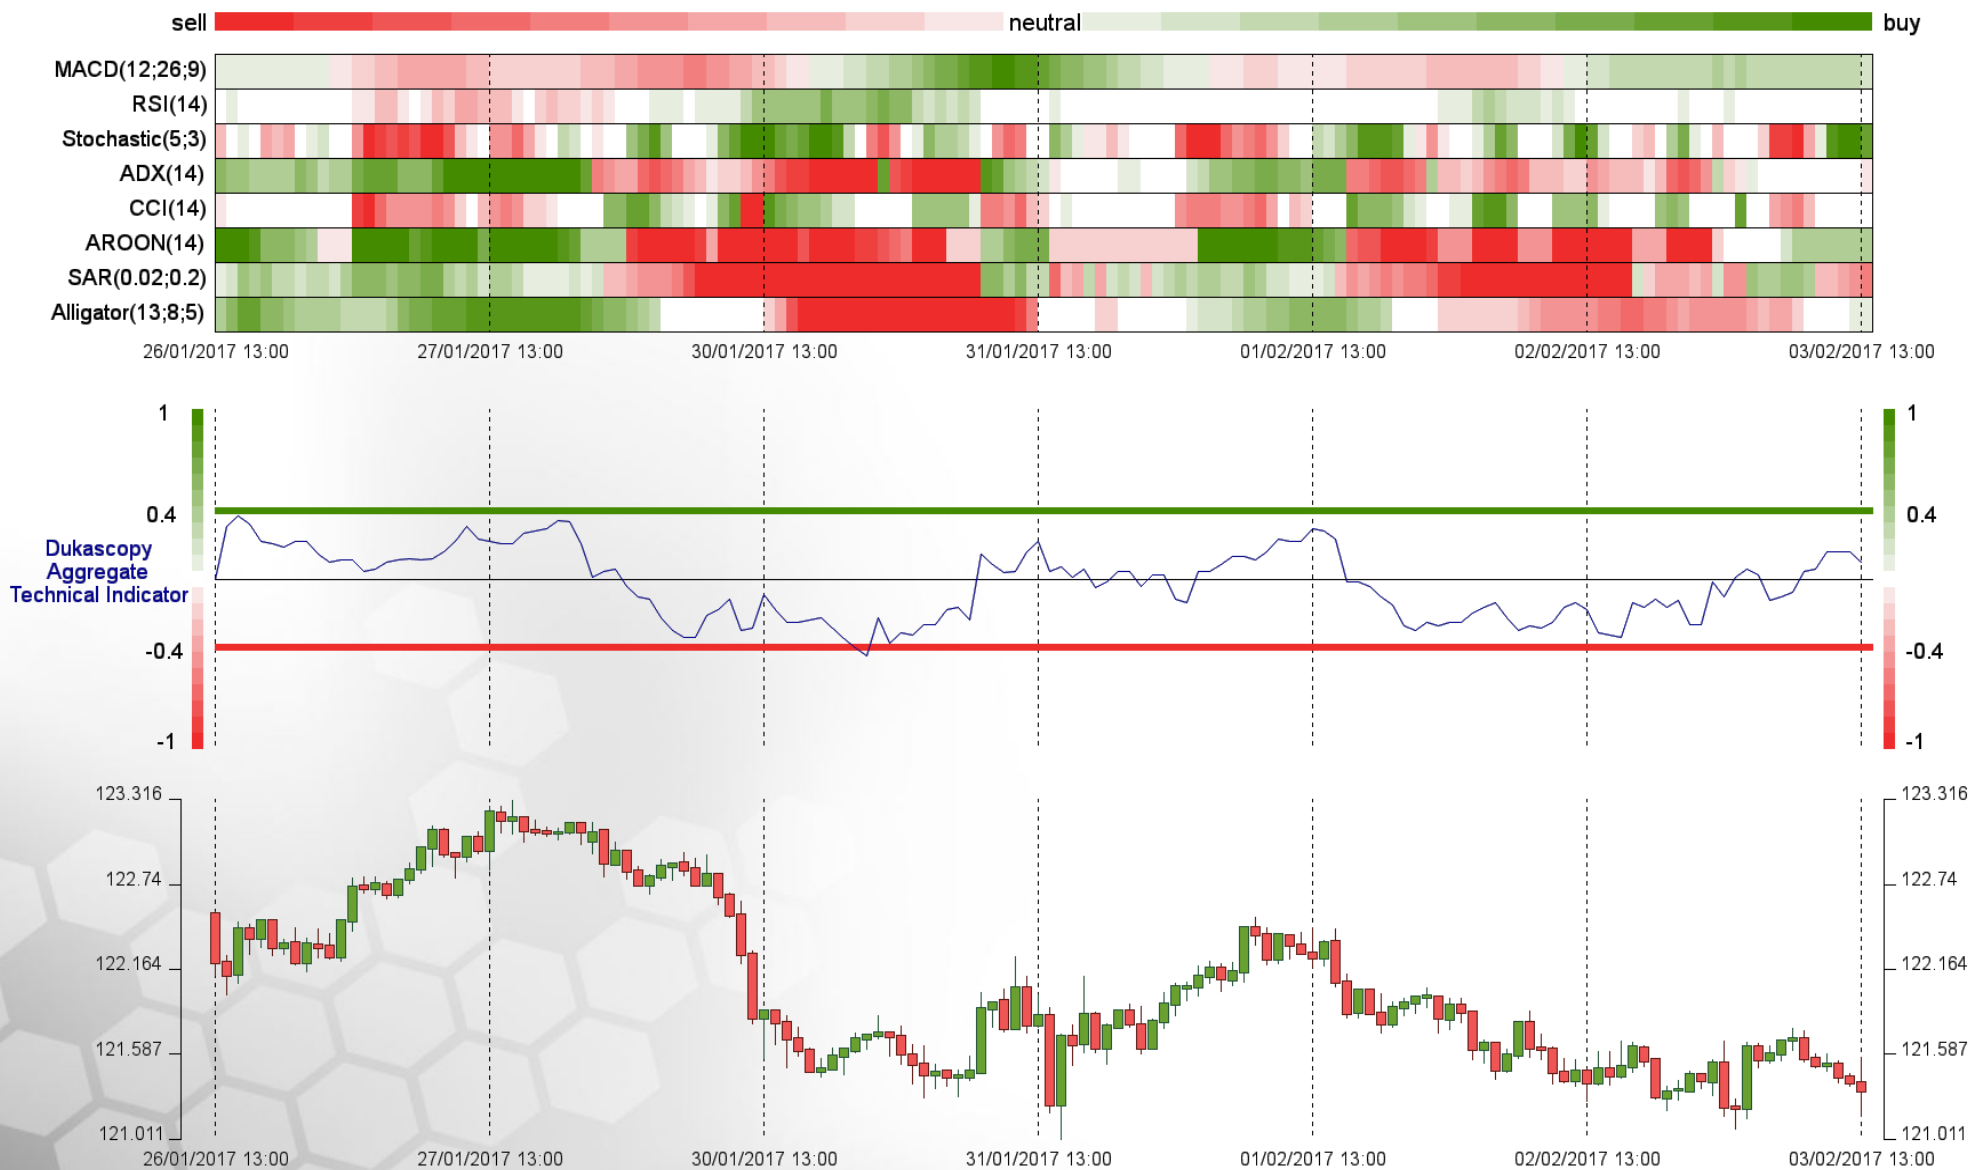 sell neutral buy
MACD(12;26;9)
RSI(14)
Stochastic(5;3)
ADX(14)
CCI(14)
AROON(14)
SAR(0.02;0.2)
Alligator(13;8;5)
26/01/2017 13:00 27/01/2017 13:00 30/01/2017 13:00 31/01/2017 13:00 01/02/2017 13:00 02/02/2017 13:00 03/02/2017 13:00
1 1
0.4 0.4
Dukascopy
Aggregate
Technical Indicator
-0.4 -0.4
-1 -1
123.316 123.316
122.74 122.74
122.164 122.164
121.587 121.587
121.011 121.011
26/01/2017 13:00 27/01/2017 13:00 30/01/2017 13:00 31/01/2017 13:00 01/02/2017 13:00 02/02/2017 13:00 03/02/2017 13:00